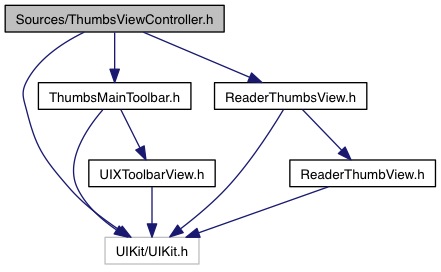 Sources/ThumbsViewController.h
ThumbsMainToolbar.h
ReaderThumbsView.h
UIXToolbarView.h
ReaderThumbView.h
UIKit/UIKit.h